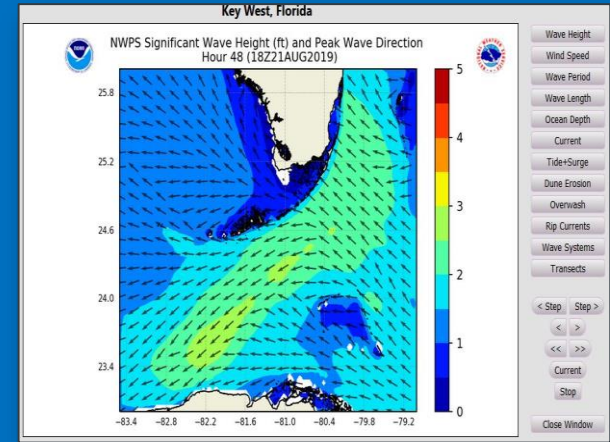 Key West, Florida
NWPS Significant Wave Height (ft) and Peak Wave Direction
Hour 48 (18Z21AUG2019)
25.8
25.2
24.6
24.0
23.4
−83.4 −82.8 −82.2 −81.6 −81.0 −80.4 −79.8 −79.2
5
4
3
2
1
0
Wave Height
Wind Speed
Wave Period
Wave Length
Ocean Depth
Current
Tide+Surge
Dune Erosion
Overwash
Rip Currents
Wave Systems
Transects
< Step Step >
< >
<< >>
Current
Stop
Close Window